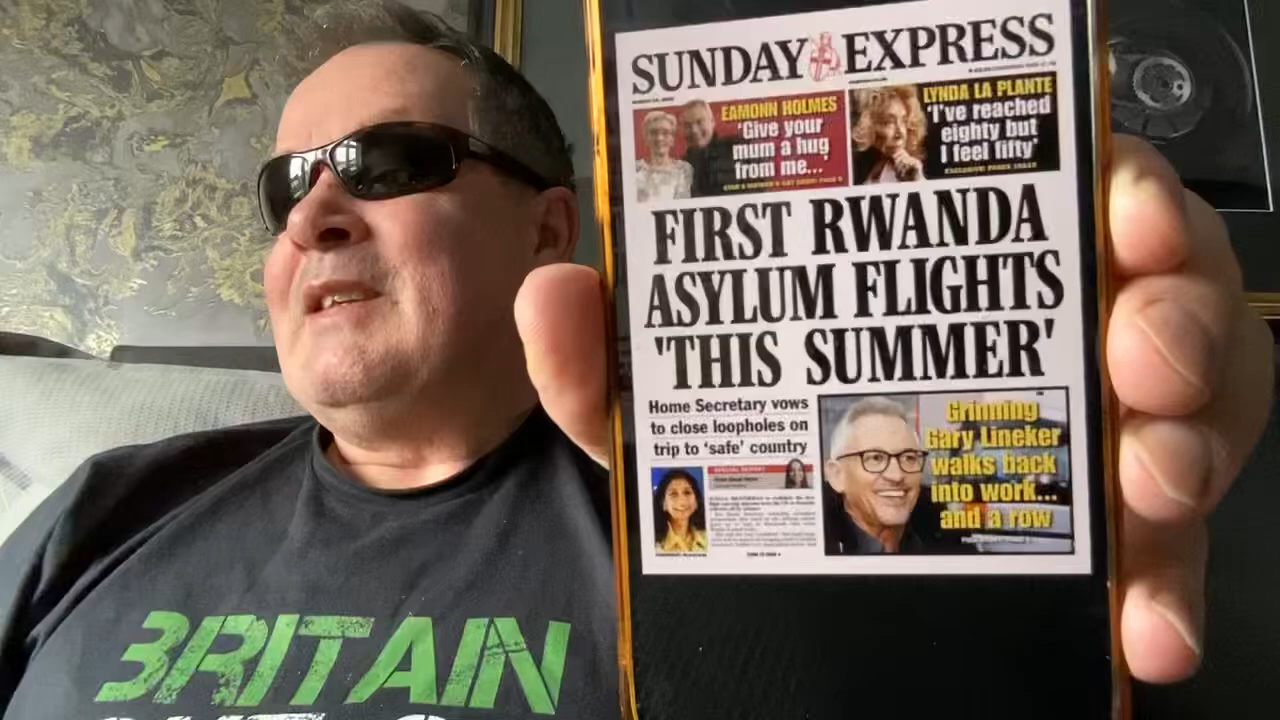 SUNDAY EXPRESS
EAMONN HOLMES
'Give your
mum a hug
from me...'
LYNDA LA PLANTE
'I've reached
eighty but
I feel fifty'
FIRST RWANDA
ASYLUM FLIGHTS
'THIS SUMMER'
Home Secretary vows
to close loopholes on
trip to 'safe' country
SPECIAL REPORT
Grinning
Gary Lineker
walks back
into work...
and a row
BRITAIN